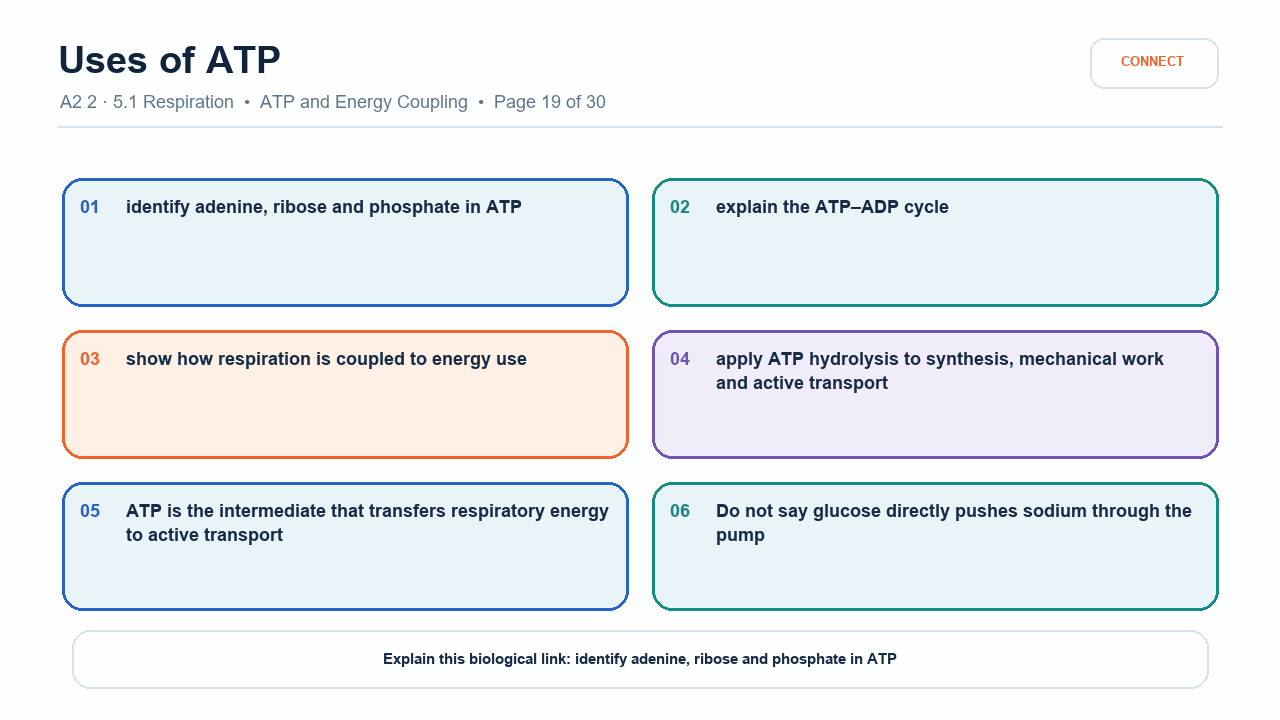 Uses of ATP
CONNECT
A2 2 · 5.1 Respiration • ATP and Energy Coupling • Page 19 of 30
01 identify adenine, ribose and phosphate in ATP
02 explain the ATP–ADP cycle
03 show how respiration is coupled to energy use
04 apply ATP hydrolysis to synthesis, mechanical work
and active transport
05 ATP is the intermediate that transfers respiratory energy
to active transport
06 Do not say glucose directly pushes sodium through the
pump
Explain this biological link: identify adenine, ribose and phosphate in ATP